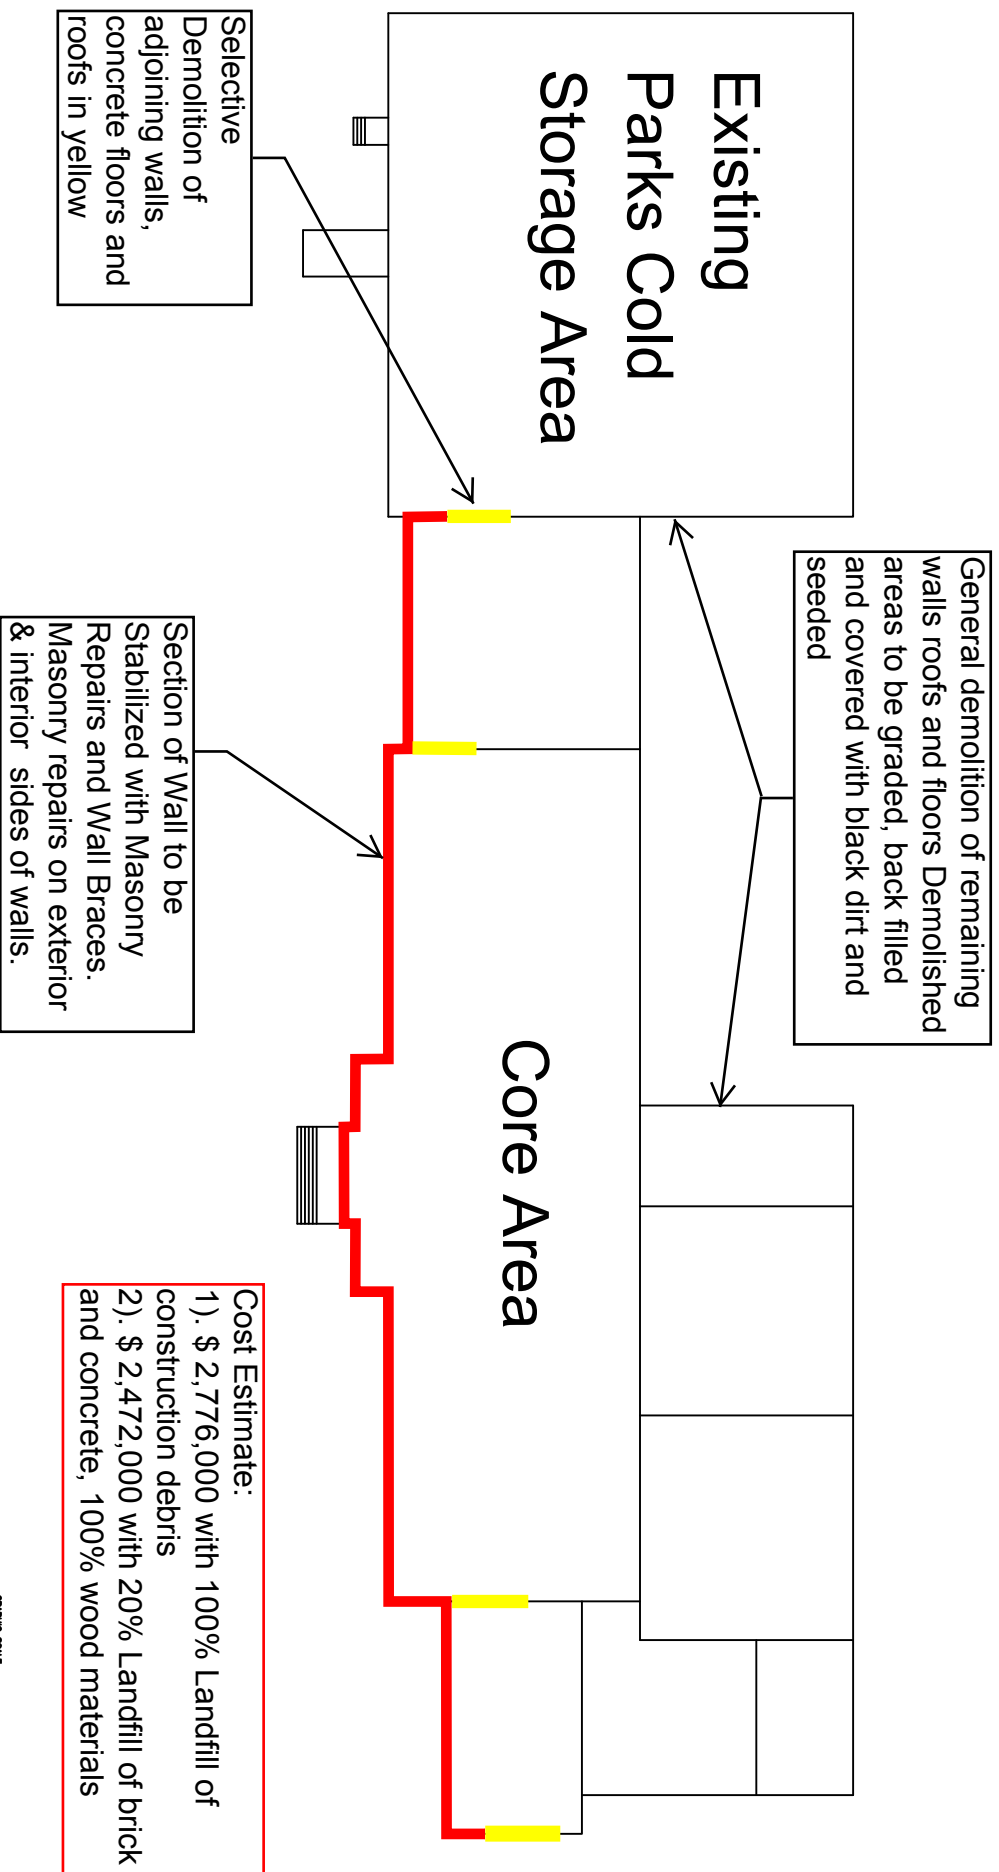 Existing
Parks Cold
Storage Area
General demolition of remaining
walls roofs and floors Demolished
areas to be graded, back filled
and covered with black dirt and
seeded
Core Area
Selective
Demolition of
adjoining walls,
concrete floors and
roofs in yellow
Section of Wall to be
Stabilized with Masonry
Repairs and Wall Braces.
Masonry repairs on exterior
& interior sides of walls.
Cost Estimate:
1). $ 2,776,000 with 100% Landfill of
construction debris
2). $ 2,472,000 with 20% Landfill of brick
and concrete, 100% wood materials